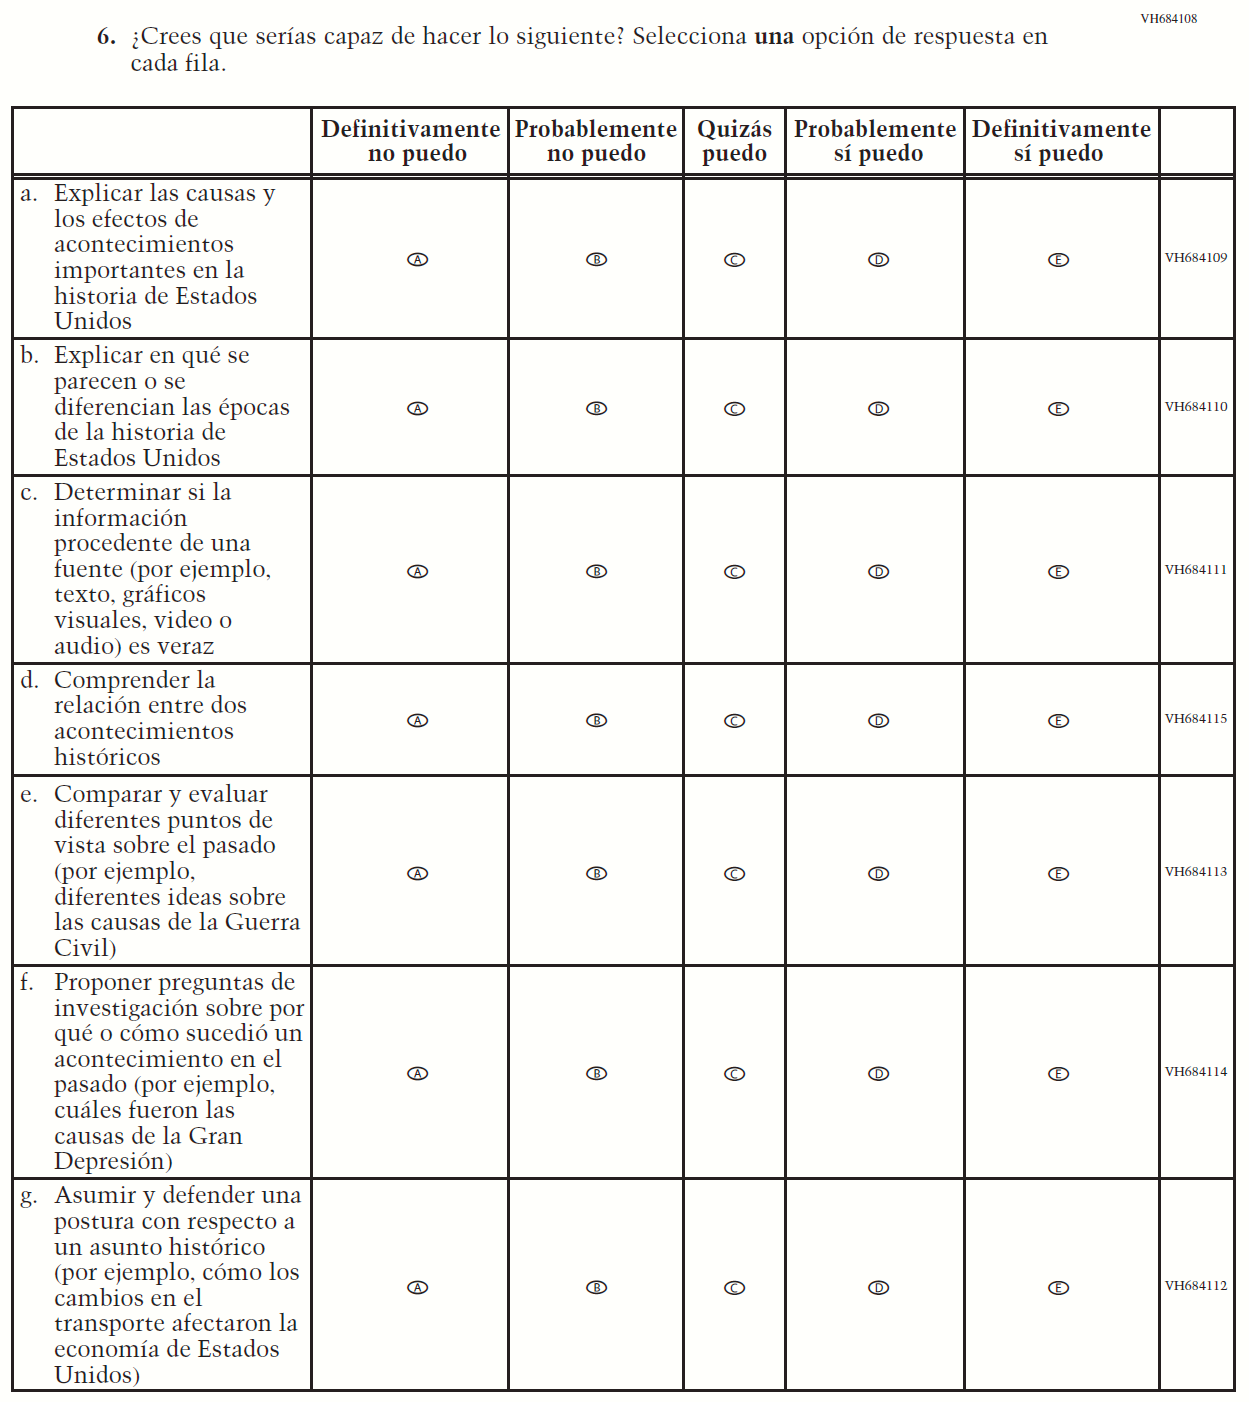 VH684108
6. ¿Crees que serías capaz de hacer lo siguiente? Selecciona una opción de respuesta en
cada fila.
Definitivamente no puedo
Probablemente no puedo
Quizás puedo
Probablemente sí puedo
Definitivamente sí puedo
a. Explicar las causas y
los efectos de
acontecimientos
importantes en la
historia de Estados
Unidos
A B C D E VH684109
b. Explicar en qué se
parecen o se
diferencian las épocas
de la historia de
Estados Unidos
A B C D E VH684110
c. Determinar si la
información
procedente de una
fuente (por ejemplo,
texto, gráficos
visuales, video o
audio) es veraz
A B C D E VH684111
d. Comprender la
relación entre dos
acontecimientos
históricos
A B C D E VH684115
e. Comparar y evaluar
diferentes puntos de
vista sobre el pasado
(por ejemplo,
diferentes ideas sobre
las causas de la Guerra
Civil)
A B C D E VH684113
f. Proponer preguntas de
investigación sobre por
qué o cómo sucedió un
acontecimiento en el
pasado (por ejemplo,
cuáles fueron las
causas de la Gran
Depresión)
A B C D E VH684114
g. Asumir y defender una
postura con respecto a
un asunto histórico
(por ejemplo, cómo los
cambios en el
transporte afectaron la
economía de Estados
Unidos)
A B C D E VH684112